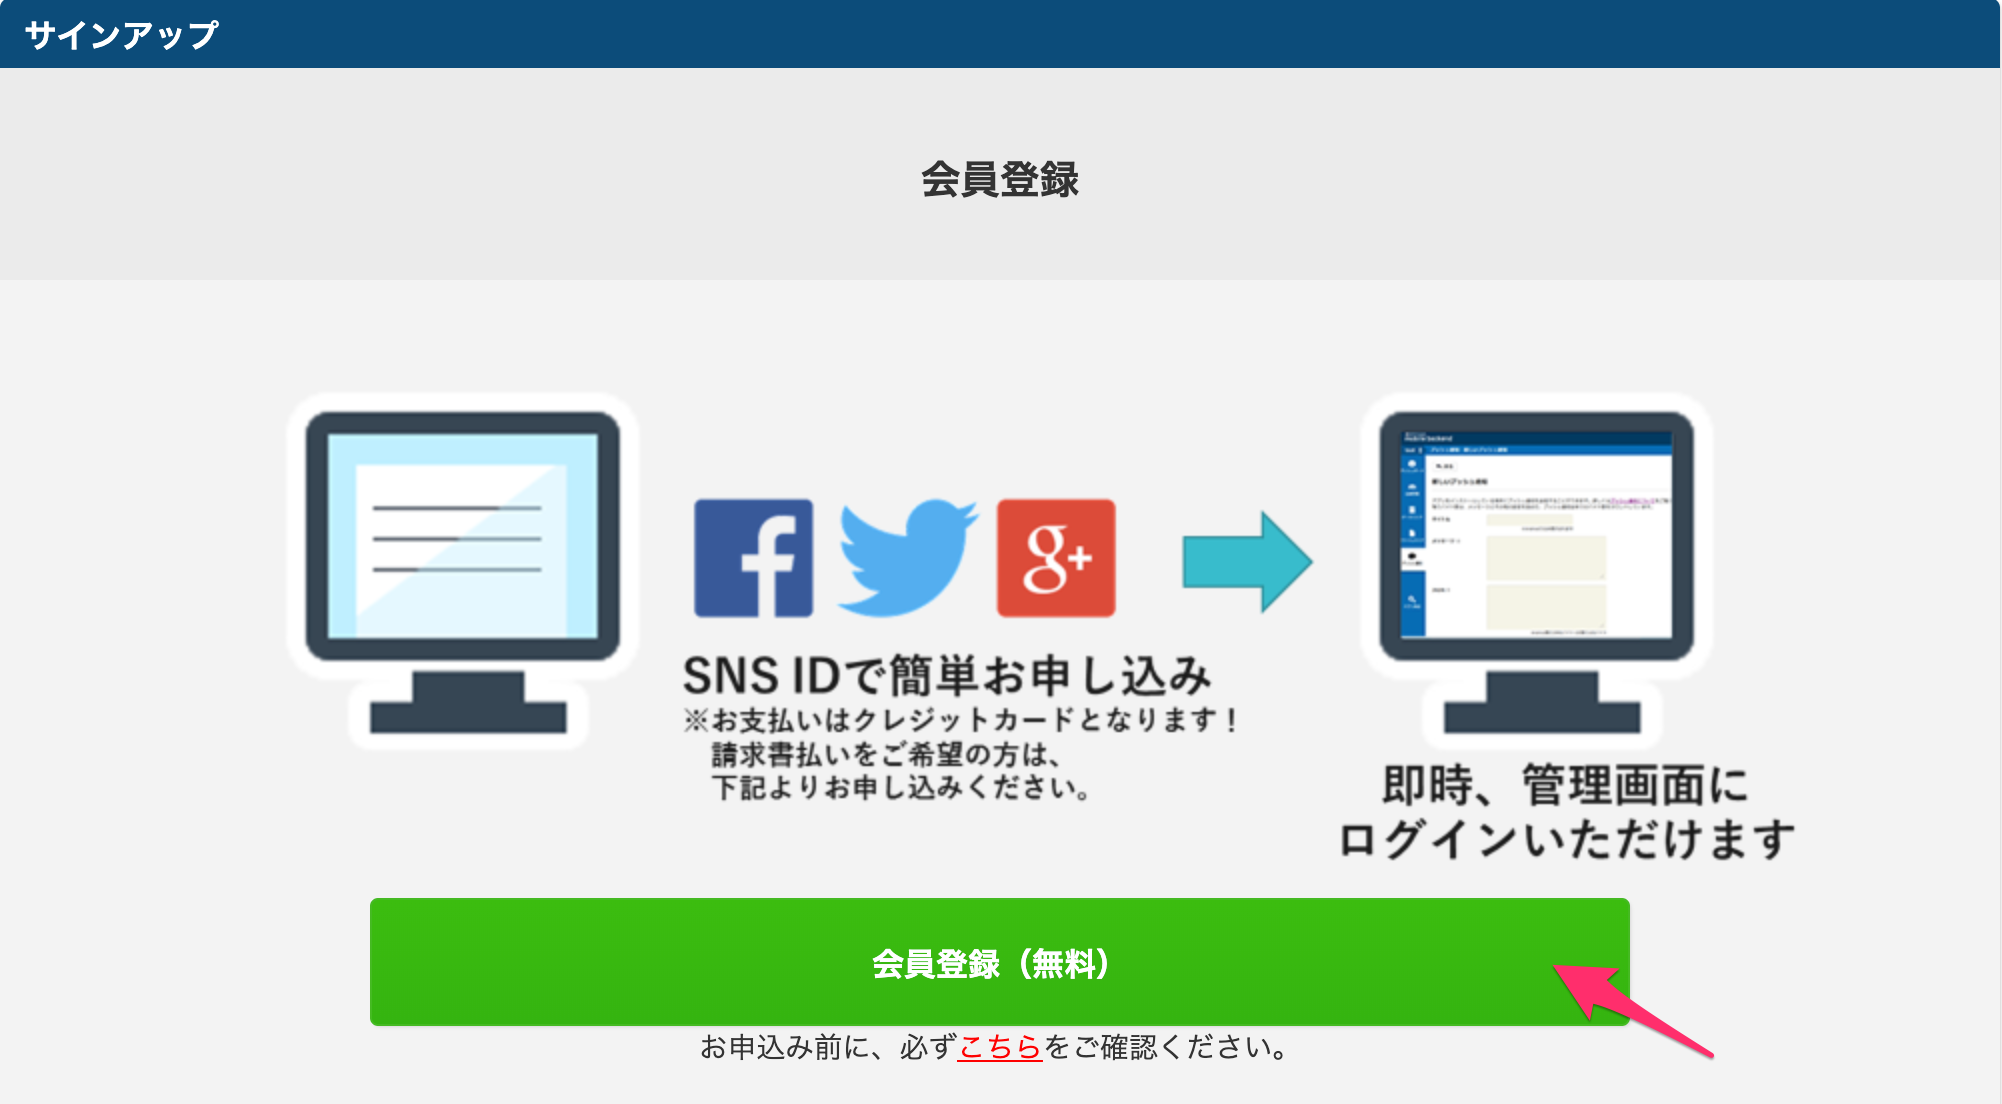 サインアップ
会員登録
mobile backend
SNS IDで簡単お申し込み
※お支払いはクレジットカードとなります！
請求書払いをご希望の方は、
下記よりお申し込みください。
即時、管理画面に
ログインいただけます
会員登録（無料）
お申込み前に、必ずこちらをご確認ください。